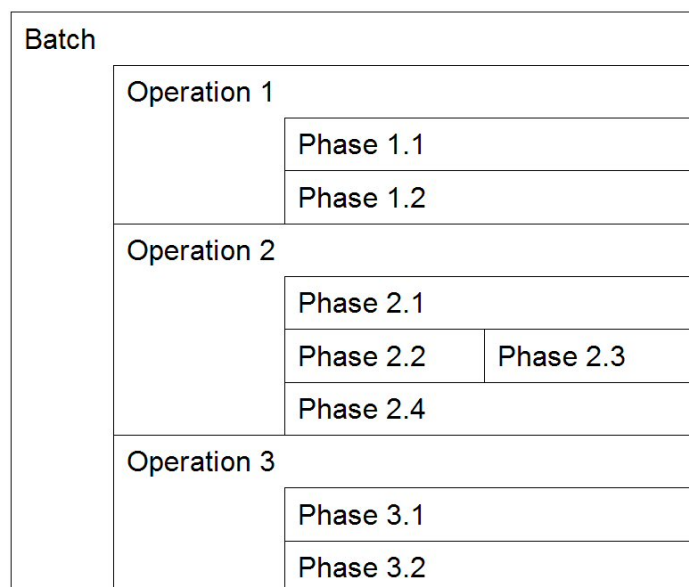 Batch
Operation 1
Phase 1.1
Phase 1.2
Operation 2
Phase 2.1
Phase 2.2 Phase 2.3
Phase 2.4
Operation 3
Phase 3.1
Phase 3.2